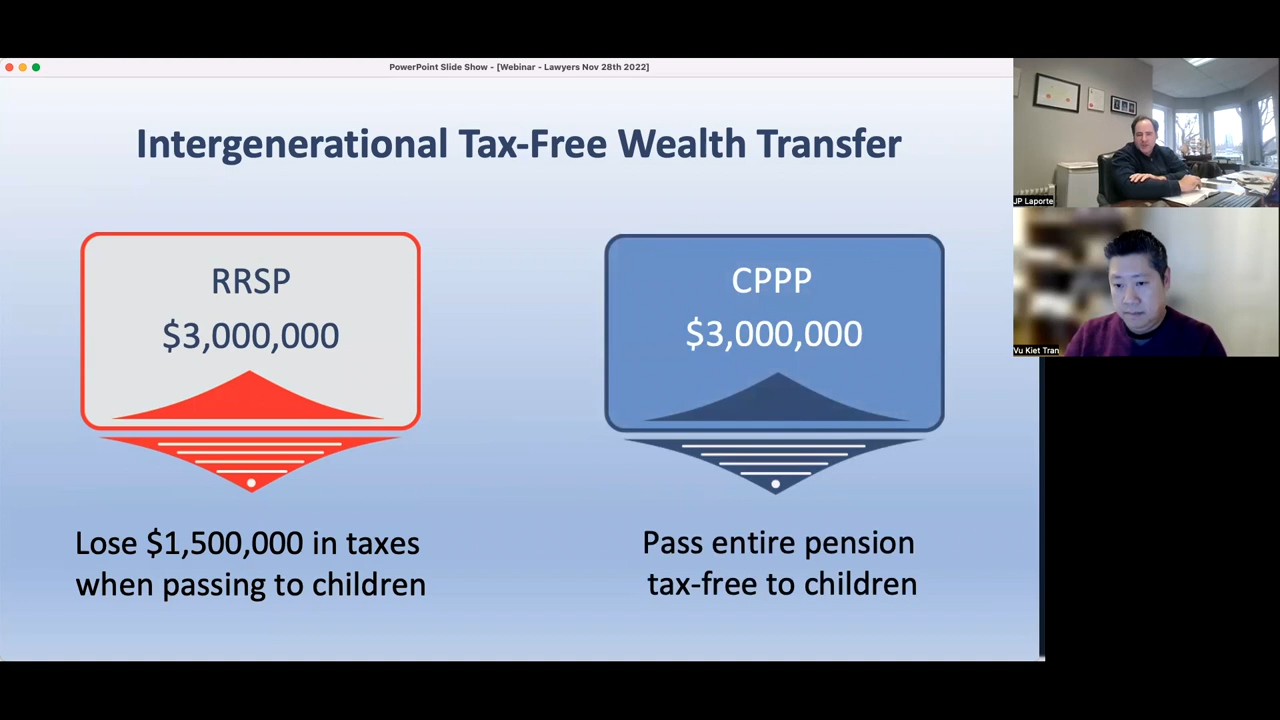 PowerPoint Slide Show - [Webinar - Lawyers Nov 28th 2022]
Intergenerational Tax-Free Wealth Transfer
RRSP
$3,000,000
Lose $1,500,000 in taxes
when passing to children
CPPP
$3,000,000
Pass entire pension
tax-free to children
JP Laporte
Vu Kiet Tran